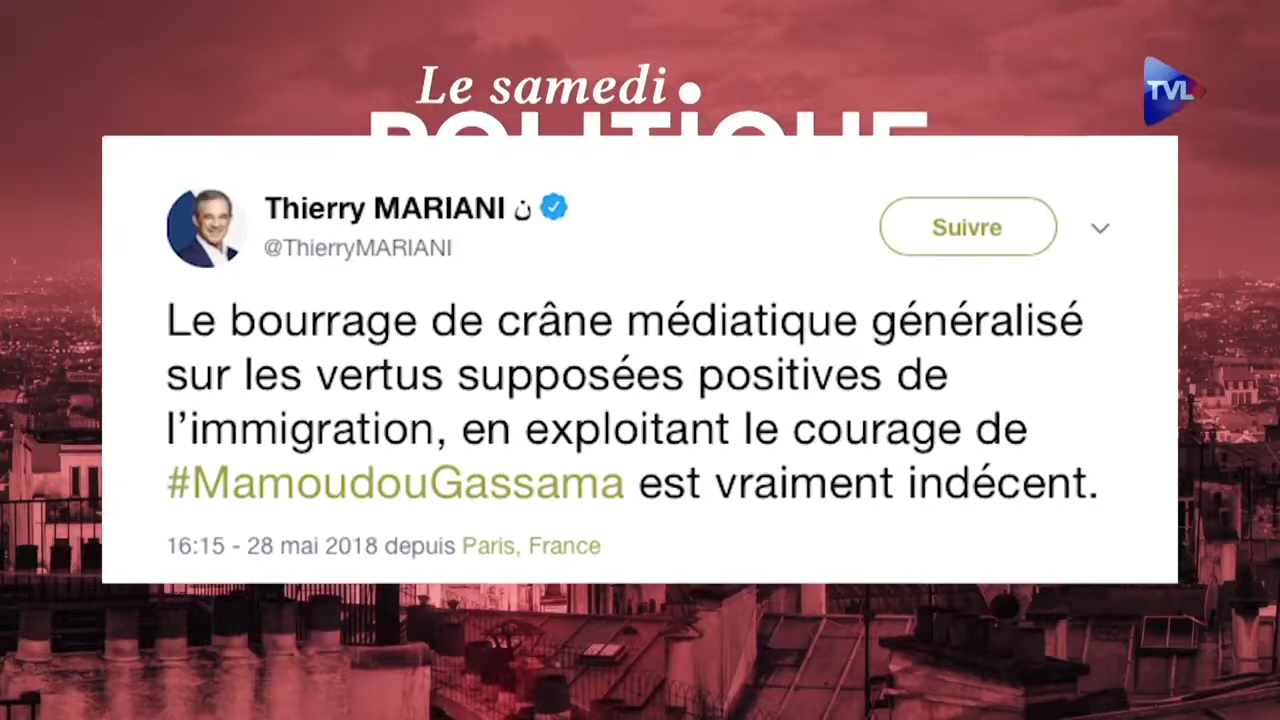 Le samedi
POLITIQUE
TVL
Thierry MARIANI ن
@ThierryMARIANI
Suivre
Le bourrage de crâne médiatique généralisé
sur les vertus supposées positives de
l’immigration, en exploitant le courage de
#MamoudouGassama est vraiment indécent.
16:15 - 28 mai 2018 depuis Paris, France